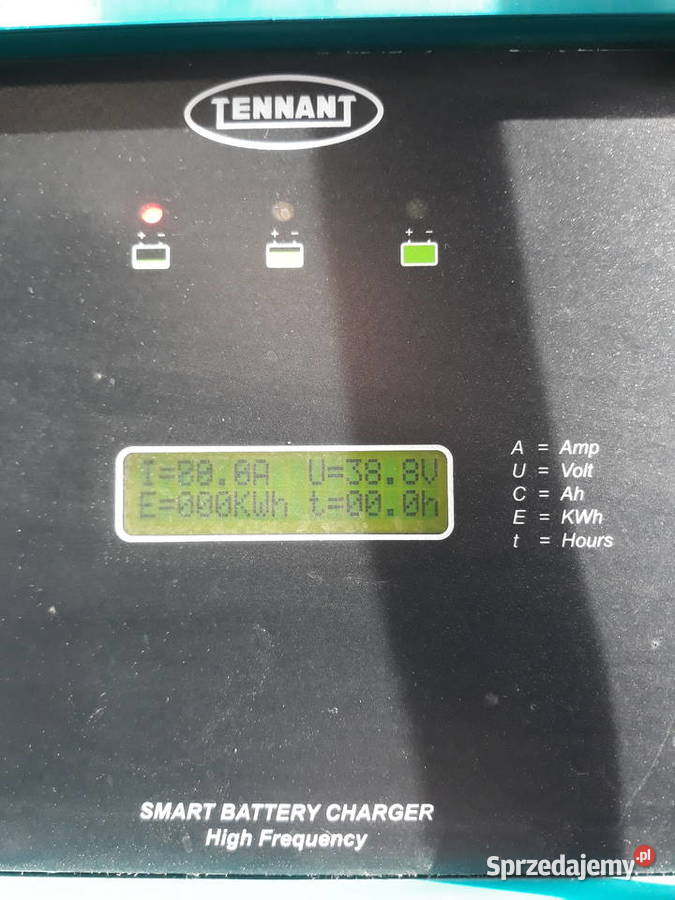 TENNANT
+ - + - + -
I=80.0A U=38.8V
E=000KWh t=00.0h
A = Amp
U = Volt
C = Ah
E = KWh
t = Hours
SMART BATTERY CHARGER
High Frequency
Sprzedajemy.pl